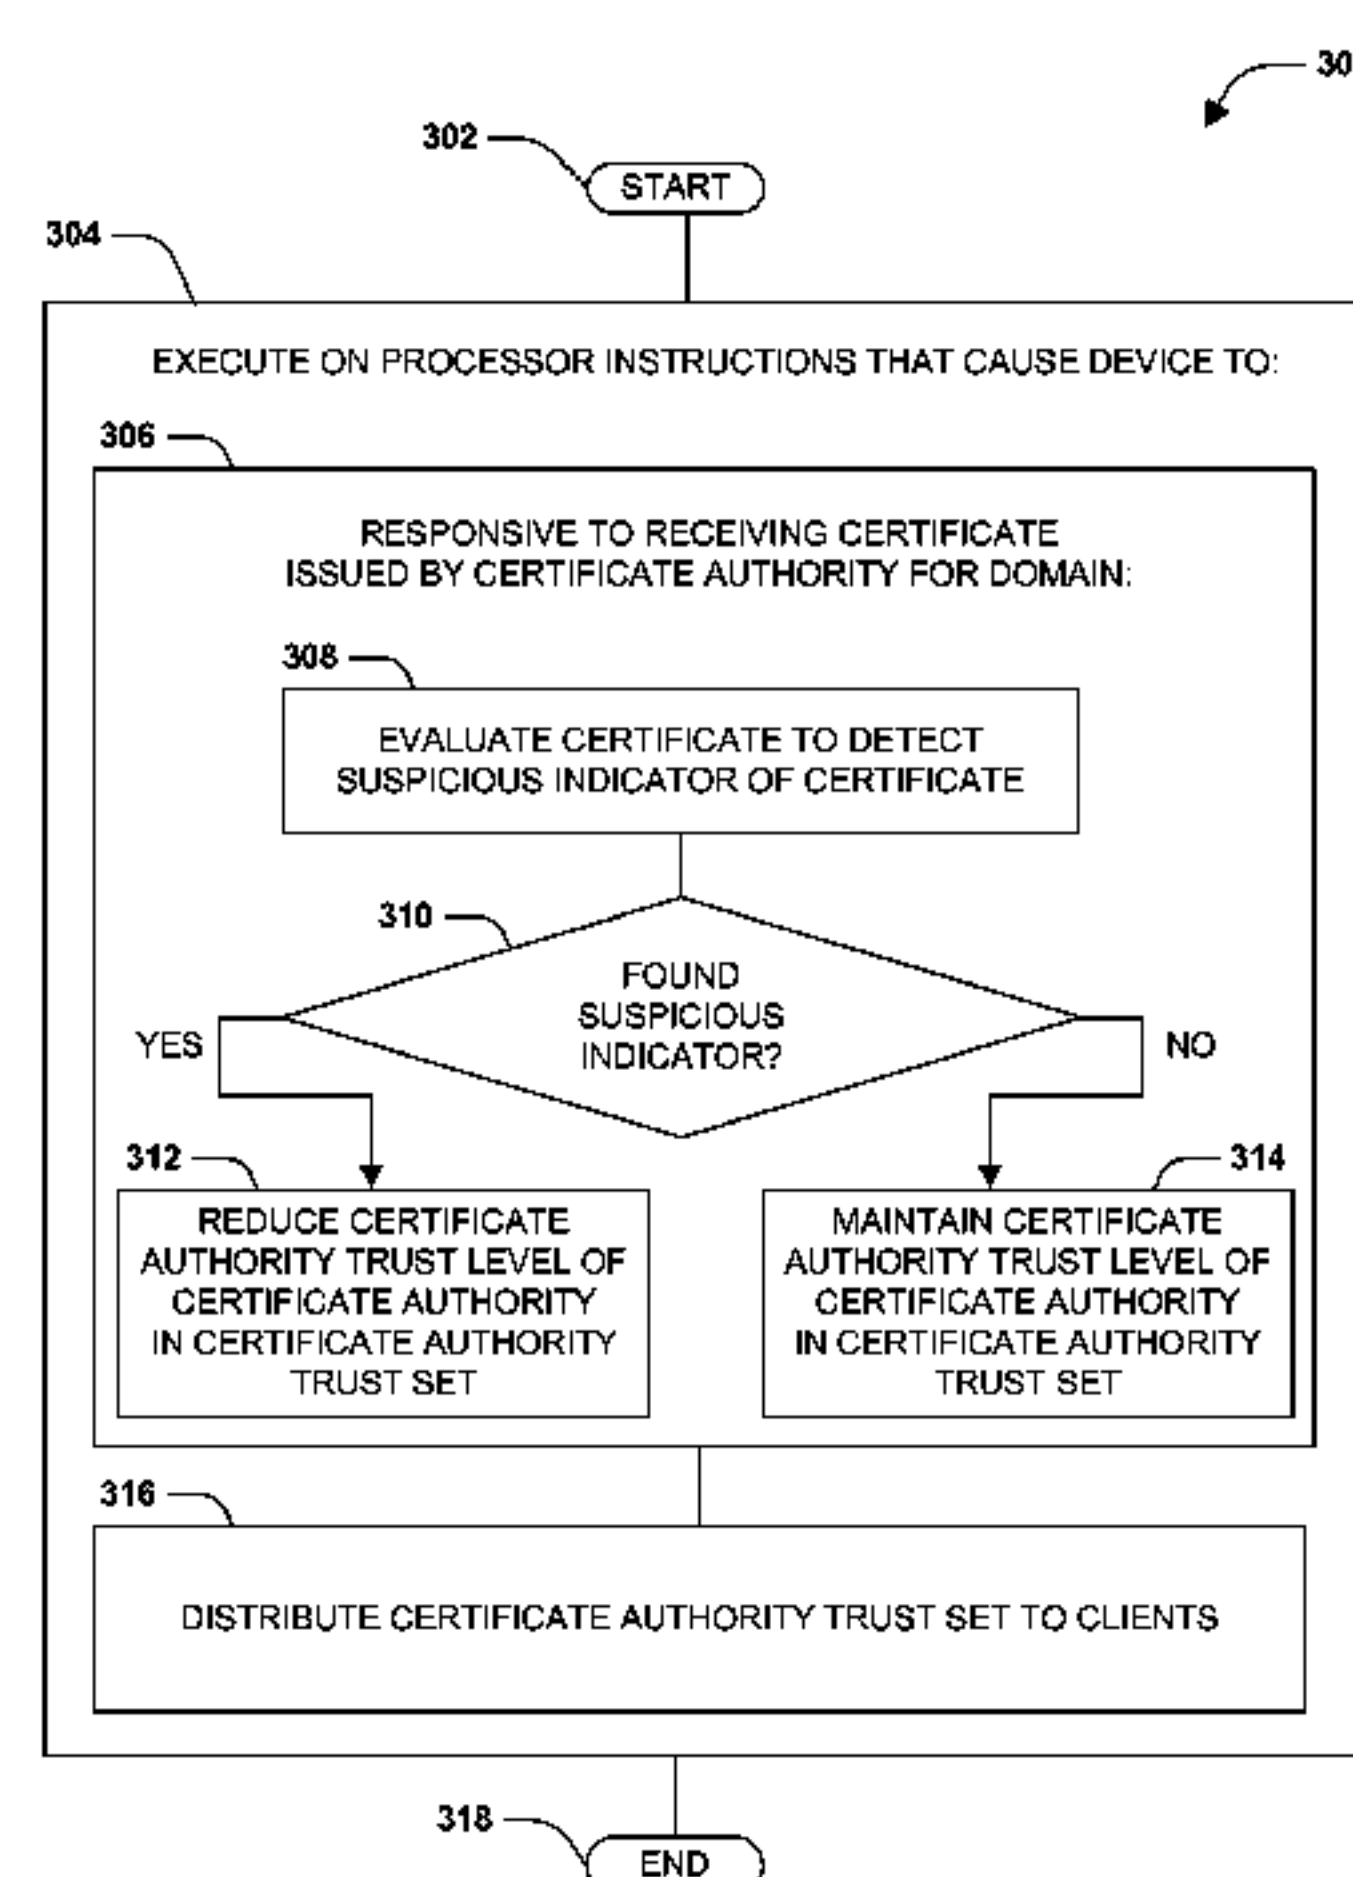 30
302
START
304
EXECUTE ON PROCESSOR INSTRUCTIONS THAT CAUSE DEVICE TO:
306
RESPONSIVE TO RECEIVING CERTIFICATE
ISSUED BY CERTIFICATE AUTHORITY FOR DOMAIN:
308
EVALUATE CERTIFICATE TO DETECT
SUSPICIOUS INDICATOR OF CERTIFICATE
310
FOUND
SUSPICIOUS
INDICATOR?
YES
NO
312
REDUCE CERTIFICATE
AUTHORITY TRUST LEVEL OF
CERTIFICATE AUTHORITY
IN CERTIFICATE AUTHORITY
TRUST SET
314
MAINTAIN CERTIFICATE
AUTHORITY TRUST LEVEL OF
CERTIFICATE AUTHORITY
IN CERTIFICATE AUTHORITY
TRUST SET
316
DISTRIBUTE CERTIFICATE AUTHORITY TRUST SET TO CLIENTS
318
END